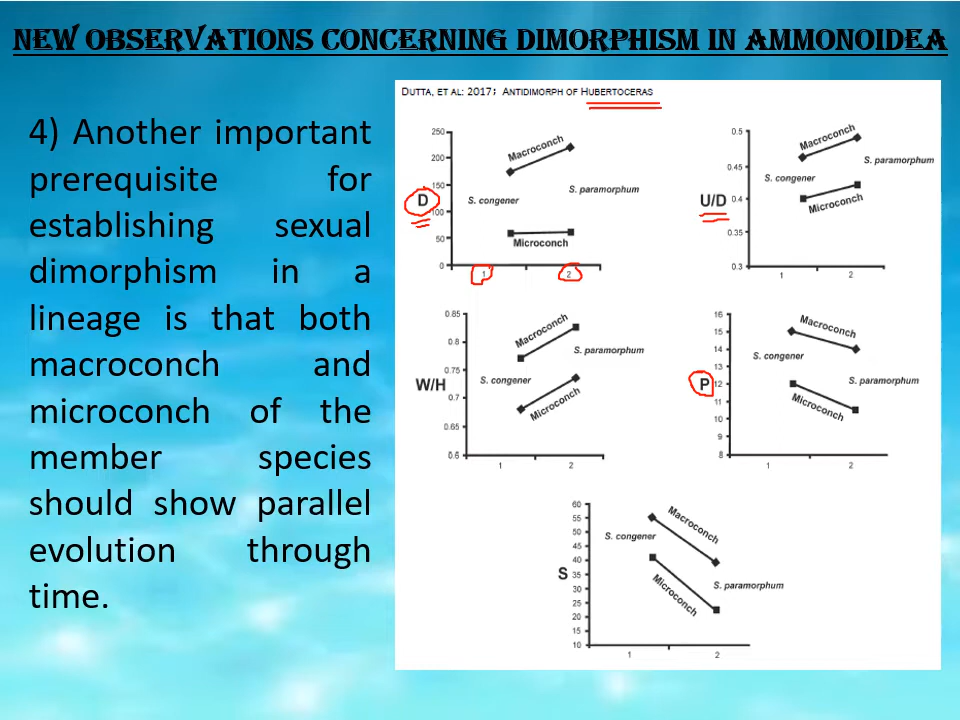 NEW OBSERVATIONS CONCERNING DIMORPHISM IN AMMONOIDEA
4) Another important
prerequisite for
establishing sexual
dimorphism in a
lineage is that both
macroconch and
microconch of the
member species
should show parallel
evolution through
time.
DUTTA, ET AL: 2017; ANTIDIMORPH OF HUBERTOCERAS
250
200
150
100
50
0
D
Macroconch
S. congener
S. paramorphum
Microconch
1 2
0.5
0.45
0.4
0.35
0.3
U/D
Macroconch
S. paramorphum
S. congener
Microconch
1 2
0.85
0.8
0.75
0.7
0.65
0.6
W/H
Macroconch
S. paramorphum
S. congener
Microconch
1 2
16
15
14
13
12
11
10
9
8
P
Macroconch
S. congener
S. paramorphum
Microconch
1 2
60
55
50
45
40
35
30
25
20
15
10
S
Macroconch
S. congener
Microconch
S. paramorphum
1 2